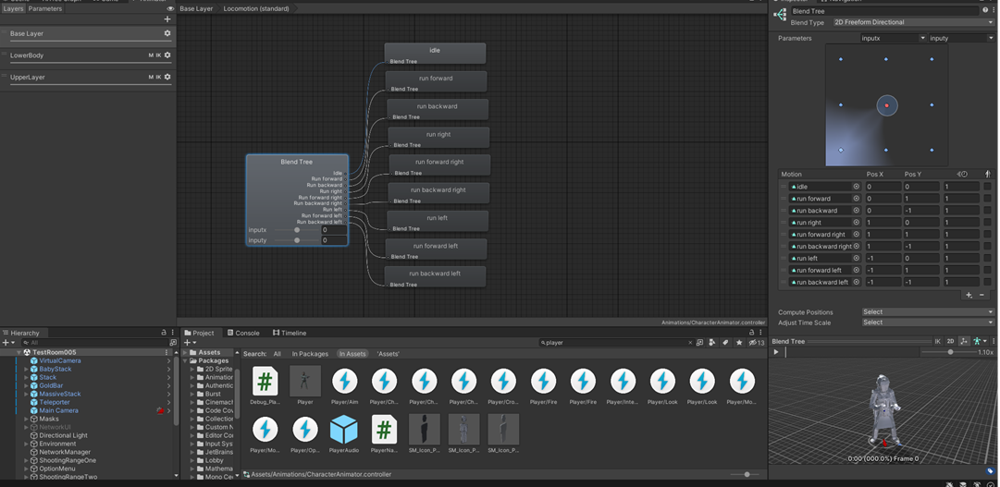 Layers Parameters
Base Layer
LowerBody M IK
UpperLayer M IK
Base Layer Locomotion (standard)
idle
Blend Tree
run forward
Blend Tree
run backward
Blend Tree
run right
Blend Tree
run forward right
Blend Tree
run backward right
Blend Tree
run left
Blend Tree
run forward left
Blend Tree
run backward left
Blend Tree
Blend Tree
Idle
Run forward
Run backward
Run right
Run forward right
Run backward right
Run left
Run forward left
Run backward left
inputx 0
inputy 0
Animations/CharacterAnimator.controller
Blend Tree
Blend Type 2D Freeform Directional
Parameters inputx inputy
Motion Pos X Pos Y
idle 0 0 1
run forward 0 1 1
run backward 0 -1 1
run right 1 0 1
run forward right 1 1 1
run backward right 1 -1 1
run left -1 0 1
run forward left -1 1 1
run backward left -1 -1 1
Compute Positions Select
Adjust Time Scale Select
Blend Tree IK 2D 1.10x
0:00 (000.0%) Frame 0
Hierarchy
All
TestRoom005
VirtualCamera
BabyStack
Stack
GoldBar
MassiveStack
Teleporter
Main Camera
Masks
NetworkUI
Directional Light
Environment
NetworkManager
ShootingRangeOne
OptionMenu
ShootingRangeTwo
Project Console Timeline
player 13
Assets
Packages
2D Sprite
Animation
Authentic
Burst
Cinemach
Code Cov
Collection
Custom N
Editor Co
Input Sys
JetBrains
Lobby
Mathema
Mono Cec
Search: All In Packages In Assets 'Assets'
Debug_Pla... Player Player/Aim Player/Ch... Player/Ch... Player/Ch... Player/Cro... Player/Fire Player/Fire Player/Inte... Player/Look Player/Look Player/Mo...
Player/Mo... Player/Op... PlayerAudio PlayerNa... SM_Icon_P... SM_Icon_P... SM_Icon_P...
Assets/Animations/CharacterAnimator.controller